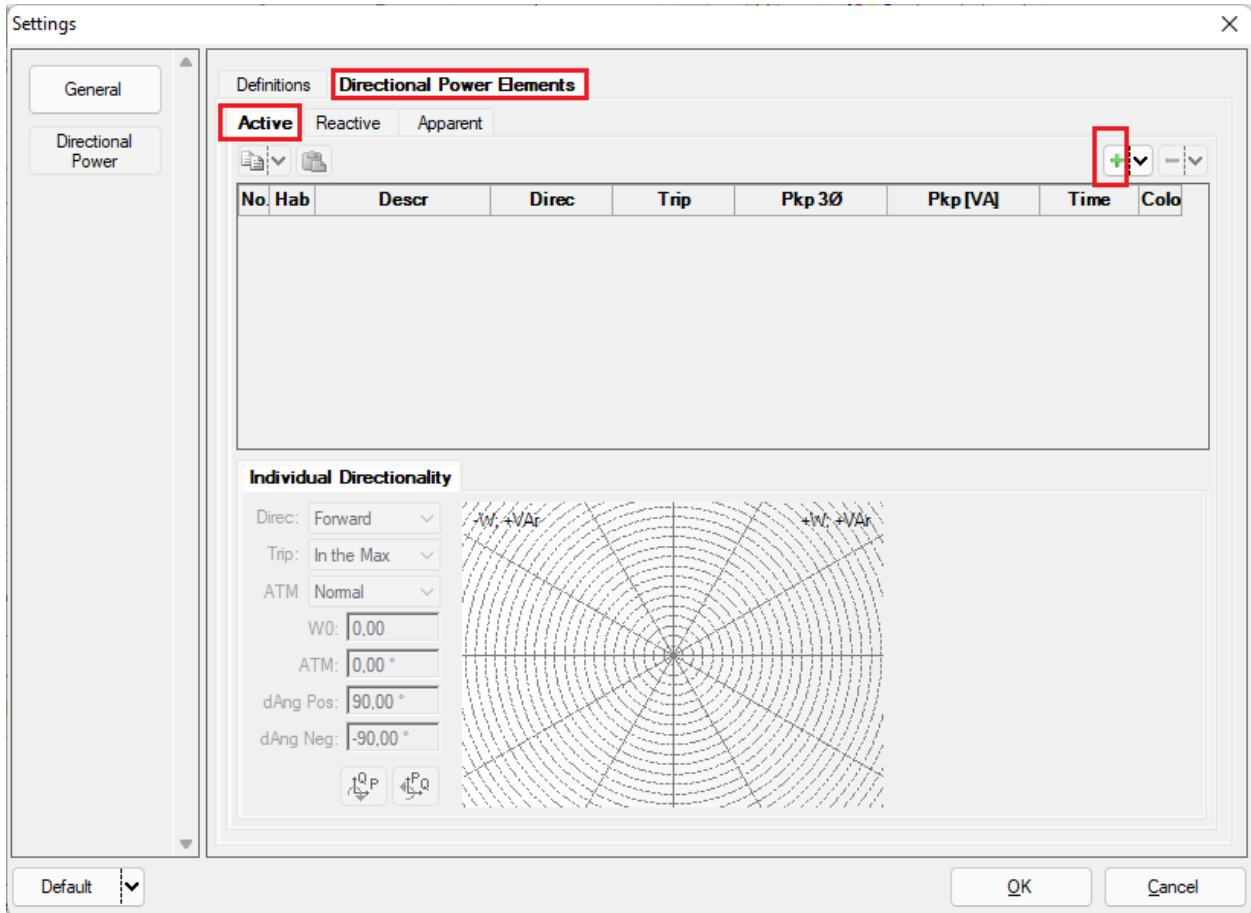 Settings
General
Directional
Power
Definitions Directional Power Elements
Active Reactive Apparent
No. Hab Descr Direc Trip Pkp 3Ø Pkp [VA] Time Colo
Individual Directionality
Direc: Forward
Trip: In the Max
ATM Normal
W0: 0,00
ATM: 0,00 °
dAng Pos: 90,00 °
dAng Neg: -90,00 °
Q P
P Q
-W; +VAr +W; +VAr
Default OK Cancel